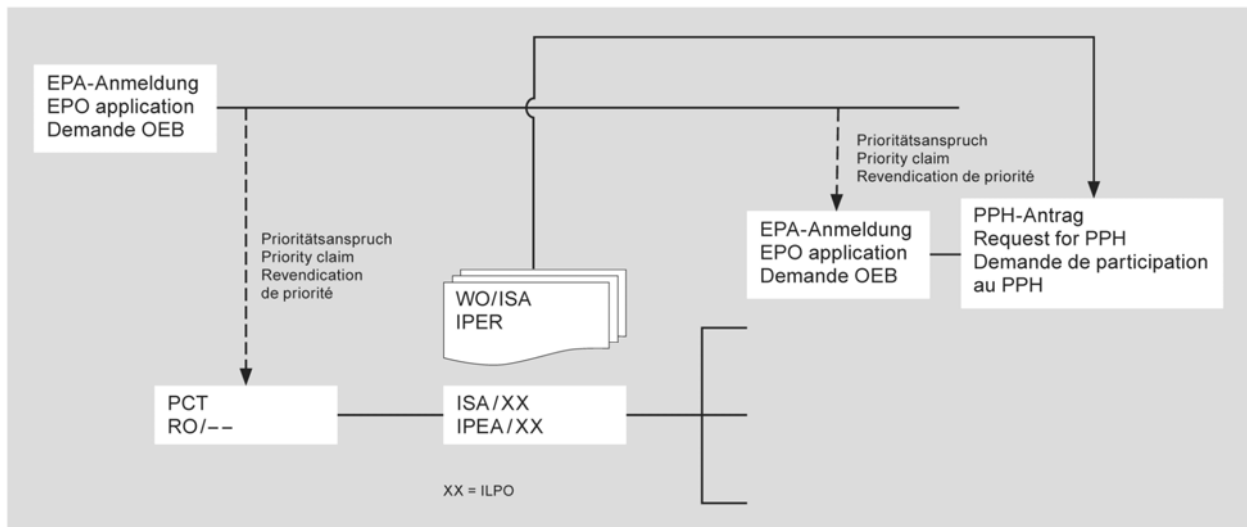 EPA-Anmeldung
EPO application
Demande OEB
Prioritätsanspruch
Priority claim
Revendication de priorité
EPA-Anmeldung
EPO application
Demande OEB
PPH-Antrag
Request for PPH
Demande de participation
au PPH
Prioritätsanspruch
Priority claim
Revendication
de priorité
WO/ISA
IPER
PCT
RO/––
ISA/XX
IPEA/XX
XX = ILPO